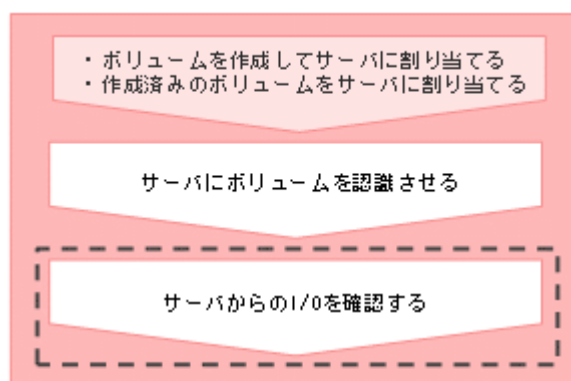 ・ボリュームを作成してサーバに割り当てる
・作成済みのボリュームをサーバに割り当てる
サーバにボリュームを認識させる
サーバからのI/Oを確認する